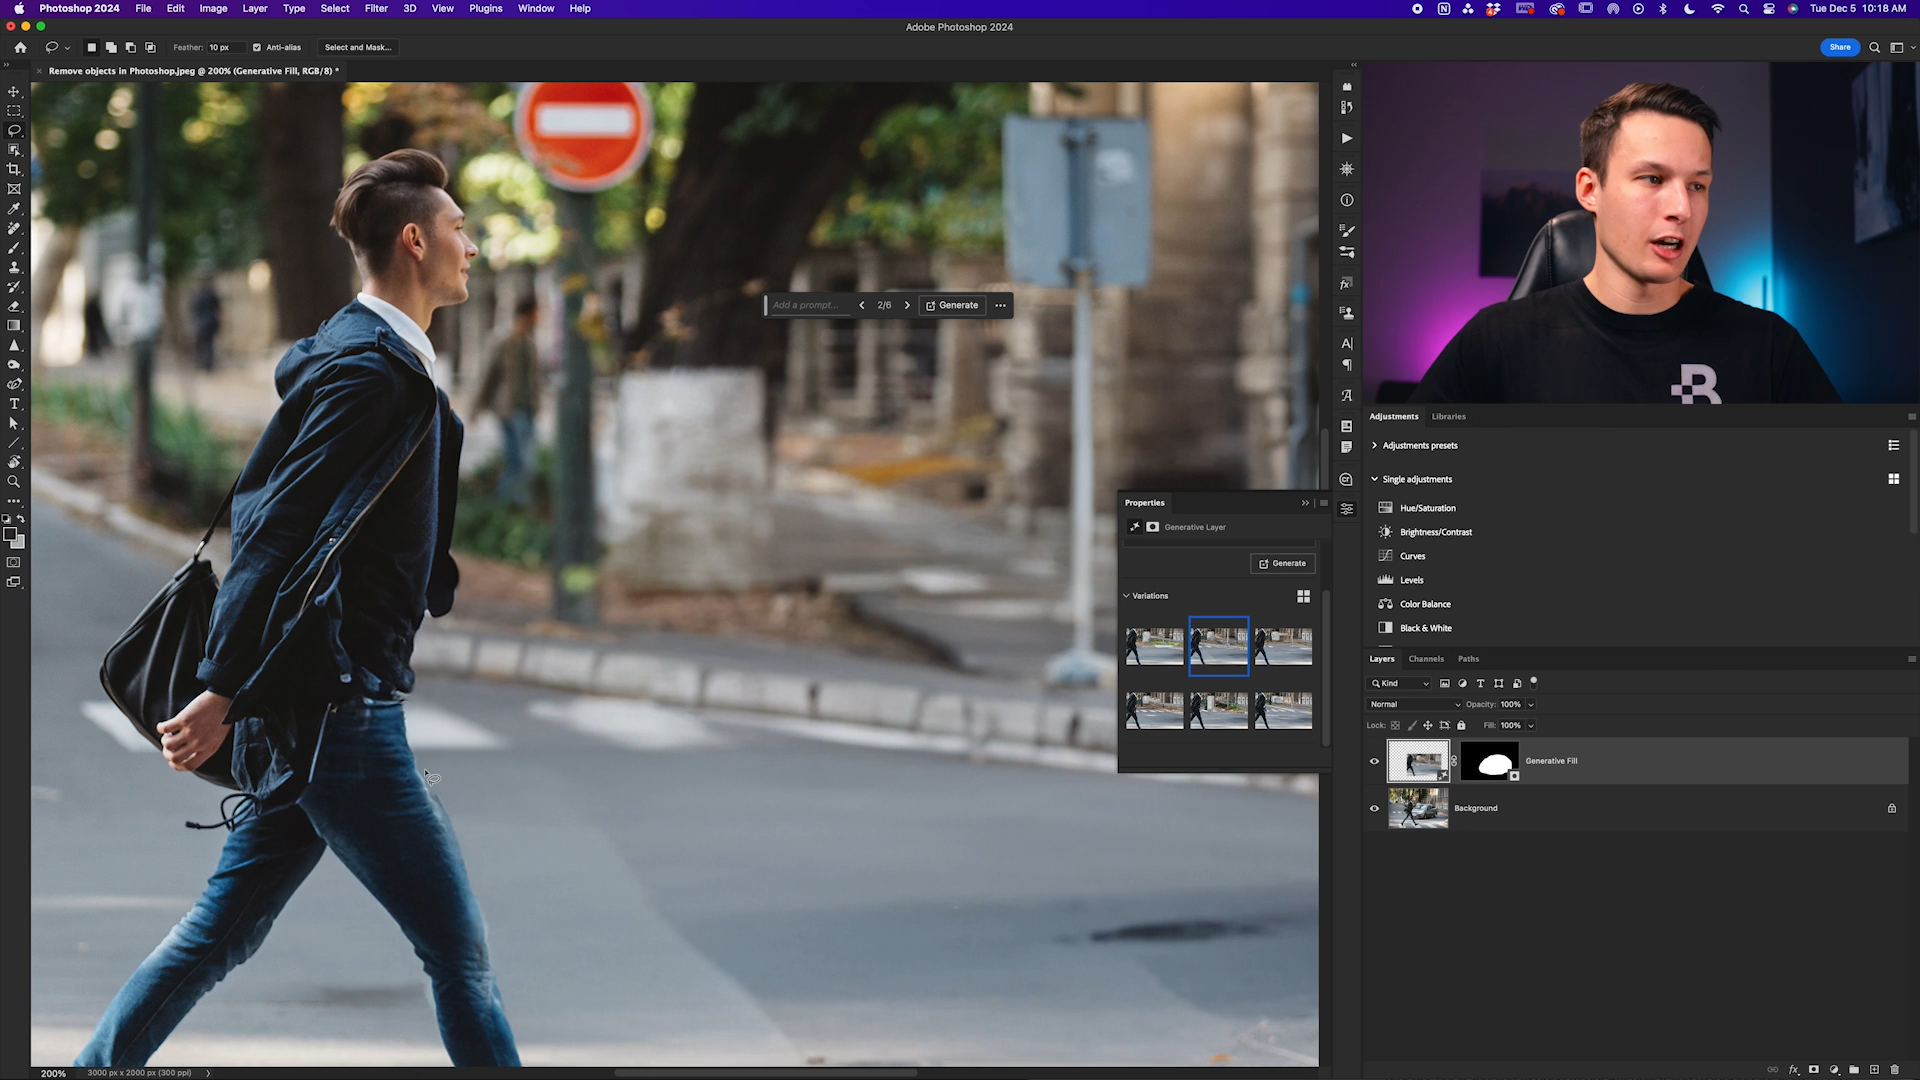 Photoshop 2024 File Edit Image Layer Type Select Filter 3D View Plugins Window Help Tue Dec 5 10:18 AM
Adobe Photoshop 2024
Feather: 10 px Anti-alias Select and Mask... Share
× Remove objects in Photoshop.jpeg @ 200% (Generative Fill, RGB/8) *
Add a prompt... 2/6 Generate ...
Properties
Generative Layer
Generate
Variations
Adjustments Libraries
Adjustments presets
Single adjustments
Hue/Saturation
Brightness/Contrast
Curves
Levels
Color Balance
Black & White
Layers Channels Paths
Kind
Normal Opacity: 100%
Lock: Fill: 100%
Generative Fill
Background
200% 3000 px x 2000 px (300 ppi)